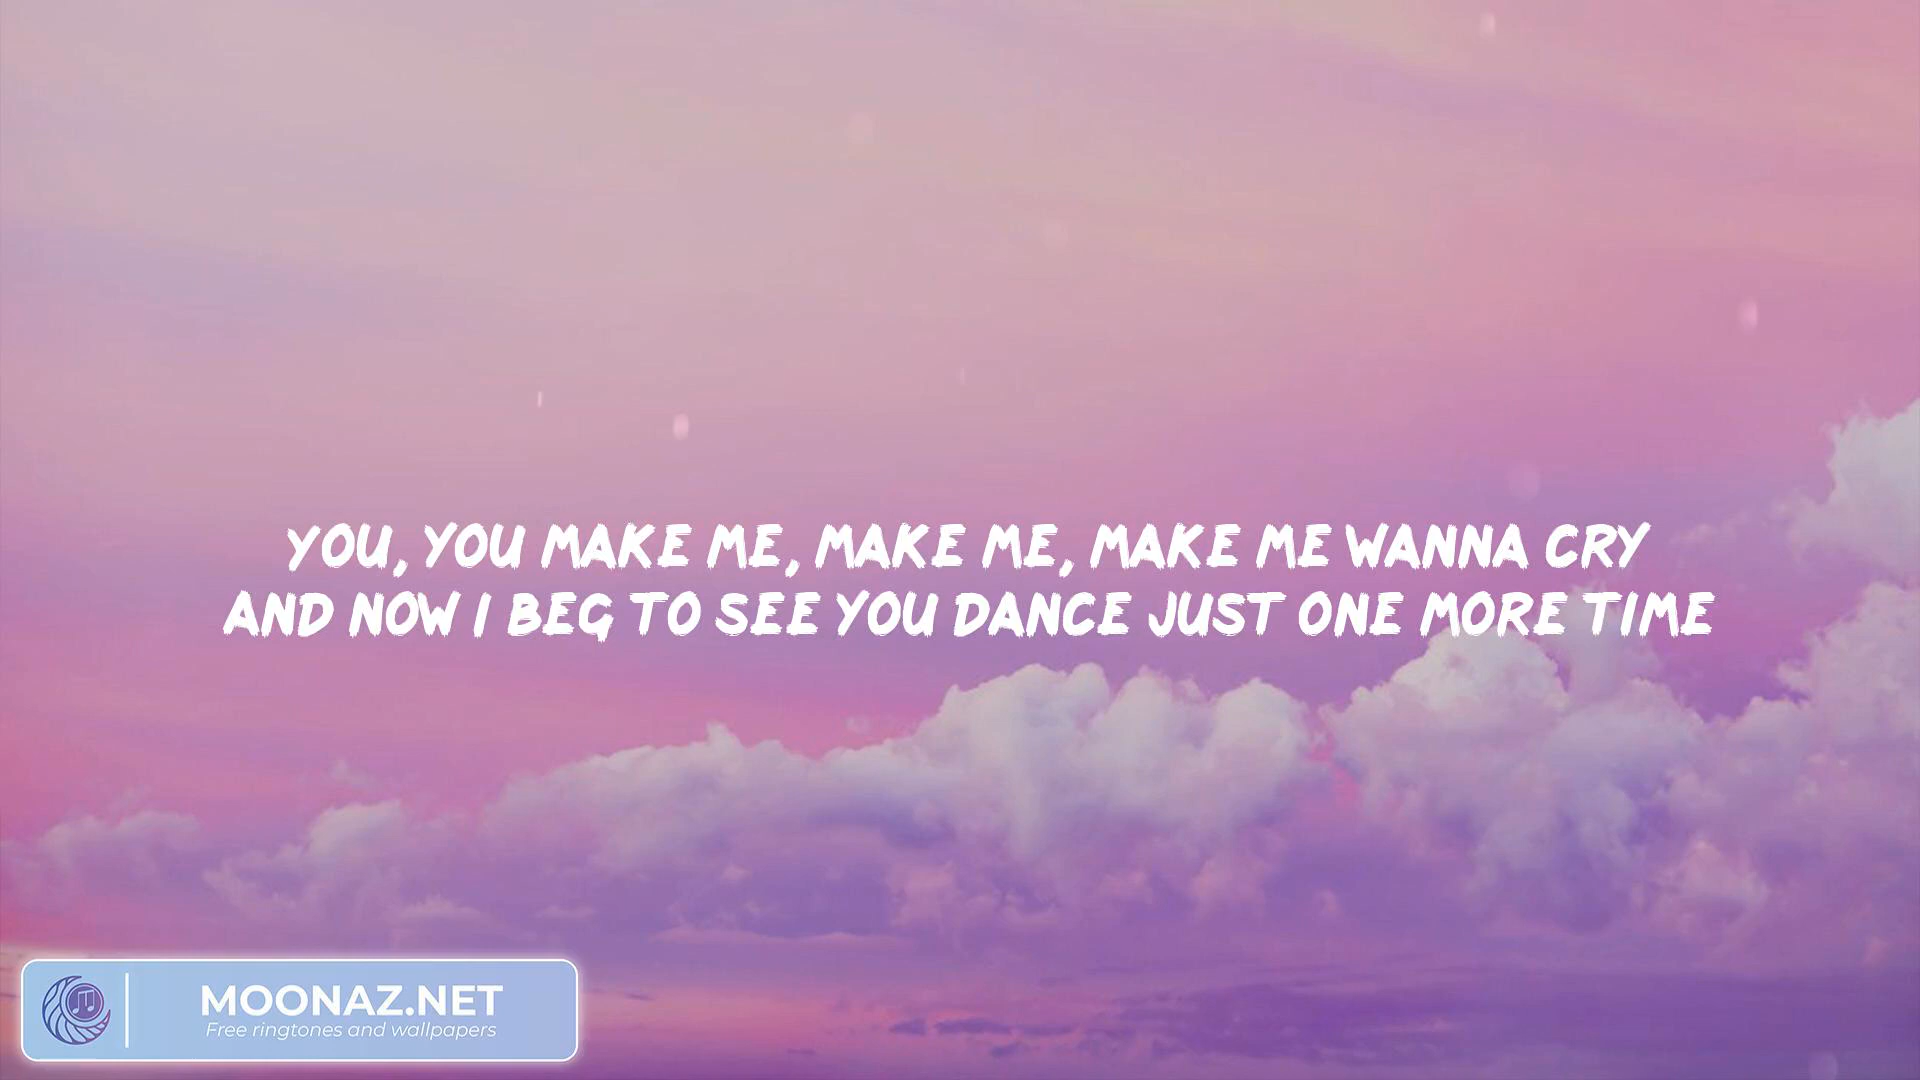 YOU, YOU MAKE ME, MAKE ME, MAKE ME WANNA CRY
AND NOW I BEG TO SEE YOU DANCE JUST ONE MORE TIME
MOONAZ.NET
Free ringtones and wallpapers